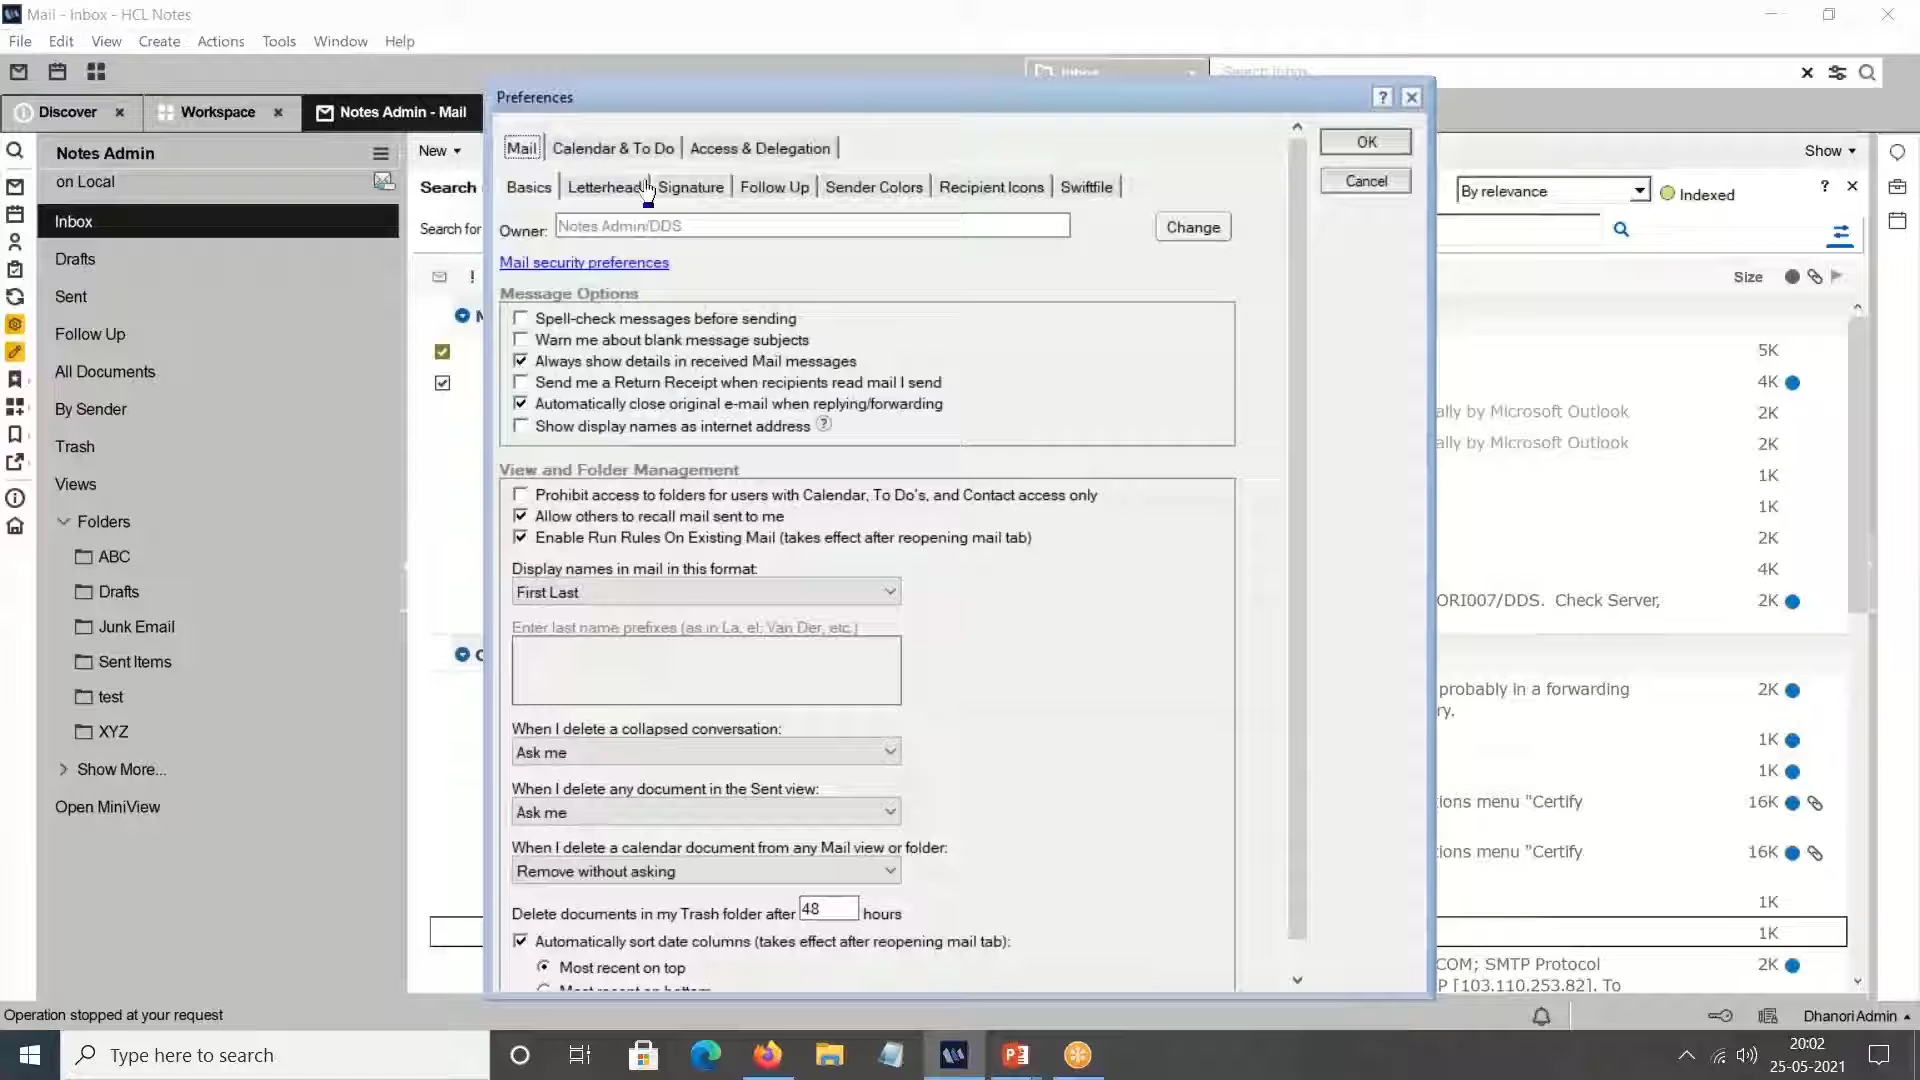 Mail - Inbox - HCL Notes
File Edit View Create Actions Tools Window Help
Inbox Search Inbox
Discover Workspace Notes Admin - Mail
Notes Admin
on Local
Inbox
Drafts
Sent
Follow Up
All Documents
By Sender
Trash
Views
Folders
ABC
Drafts
Junk Email
Sent Items
test
XYZ
Show More...
Open MiniView
New
Search
Search for
Preferences
OK
Cancel
Mail Calendar & To Do Access & Delegation
Basics Letterhead Signature Follow Up Sender Colors Recipient Icons Swiftfile
Owner: Notes Admin/DDS Change
Mail security preferences
Message Options
Spell-check messages before sending
Warn me about blank message subjects
Always show details in received Mail messages
Send me a Return Receipt when recipients read mail I send
Automatically close original e-mail when replying/forwarding
Show display names as internet address ?
View and Folder Management
Prohibit access to folders for users with Calendar, To Do's, and Contact access only
Allow others to recall mail sent to me
Enable Run Rules On Existing Mail (takes effect after reopening mail tab)
Display names in mail in this format:
First Last
Enter last name prefixes (as in La, el, Van Der, etc.)
When I delete a collapsed conversation:
Ask me
When I delete any document in the Sent view:
Ask me
When I delete a calendar document from any Mail view or folder:
Remove without asking
Delete documents in my Trash folder after 48 hours
Automatically sort date columns (takes effect after reopening mail tab):
Most recent on top
Most recent on bottom
Show
By relevance Indexed ?
Size
5K
4K
ally by Microsoft Outlook 2K
ally by Microsoft Outlook 2K
1K
1K
2K
4K
ORI007/DDS. Check Server, 2K
probably in a forwarding 2K
ry.
1K
1K
ions menu "Certify 16K
ions menu "Certify 16K
1K
1K
COM; SMTP Protocol 2K
P [103.110.253.82]. To
Operation stopped at your request
Dhanori Admin
Type here to search
20:02
25-05-2021